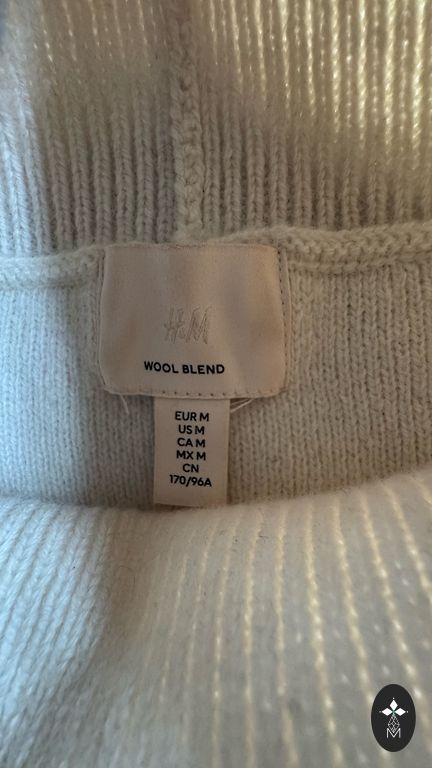 H&M
WOOL BLEND
EUR M
US M
CA M
MX M
CN
170/96A
M